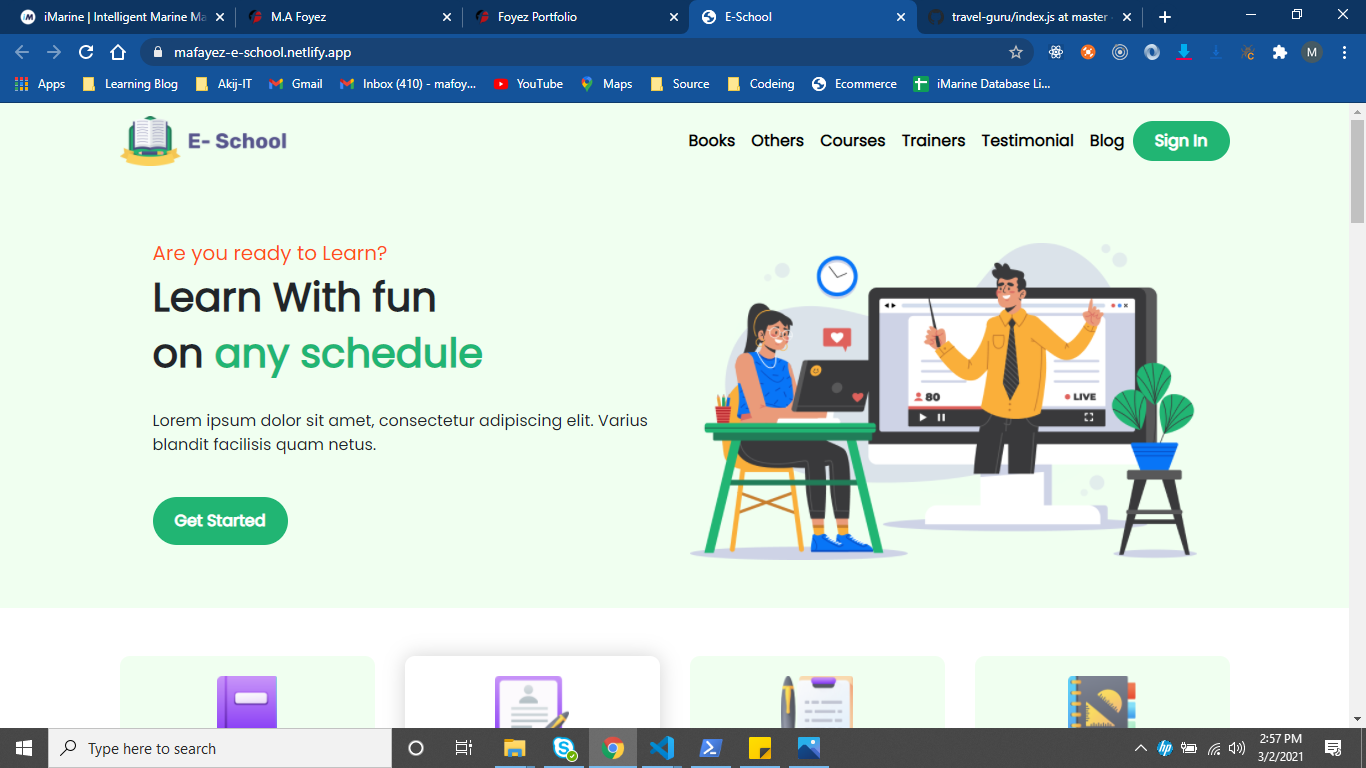 iMarine | Intelligent Marine Ma
M.A Foyez
Foyez Portfolio
E-School
travel-guru/index.js at master
mafayez-e-school.netlify.app
M
Apps
Learning Blog
Akij-IT
Gmail
Inbox (410) - mafoy...
YouTube
Maps
Source
Codeing
Ecommerce
iMarine Database Li...
E- School
Books
Others
Courses
Trainers
Testimonial
Blog
Sign In
Are you ready to Learn?
Learn With fun
on any schedule
Lorem ipsum dolor sit amet, consectetur adipiscing elit. Varius
blandit facilisis quam netus.
Get Started
80
LIVE
Type here to search
2:57 PM
3/2/2021